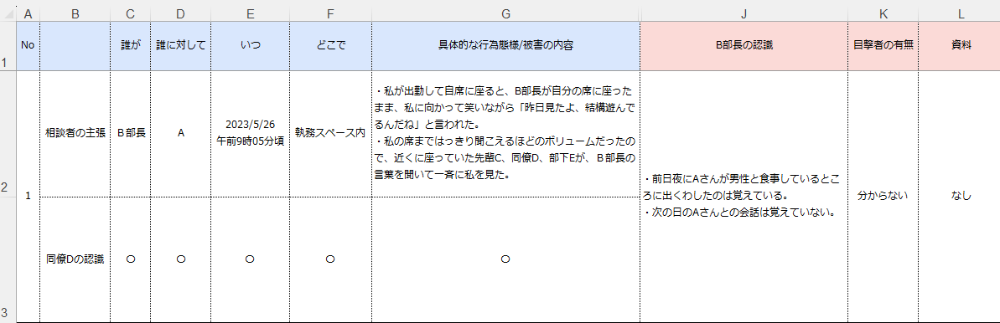 A B C D E F G J K L
1 No 誰が 誰に対して いつ どこで 具体的な行為態様/被害の内容 B部長の認識 目撃者の有無 資料
・私が出勤して自席に座ると、B部長が自分の席に座った
まま、私に向かって笑いながら「昨日見たよ、結構遊んで
るんだね」と言われた。
・私の席まではっきり聞こえるほどのボリュームだったの
で、近くに座っていた先輩C、同僚D、部下Eが、Ｂ部長の
言葉を聞いて一斉に私を見た。
相談者の主張 Ｂ部長 A 2023/5/26
午前9時05分頃
執務スペース内
2
1
・前日夜にAさんが男性と食事しているとこ
ろに出くわしたのは覚えている。
・次の日のAさんとの会話は覚えていない。
分からない なし
同僚Dの認識 〇 〇 〇 〇 〇
3